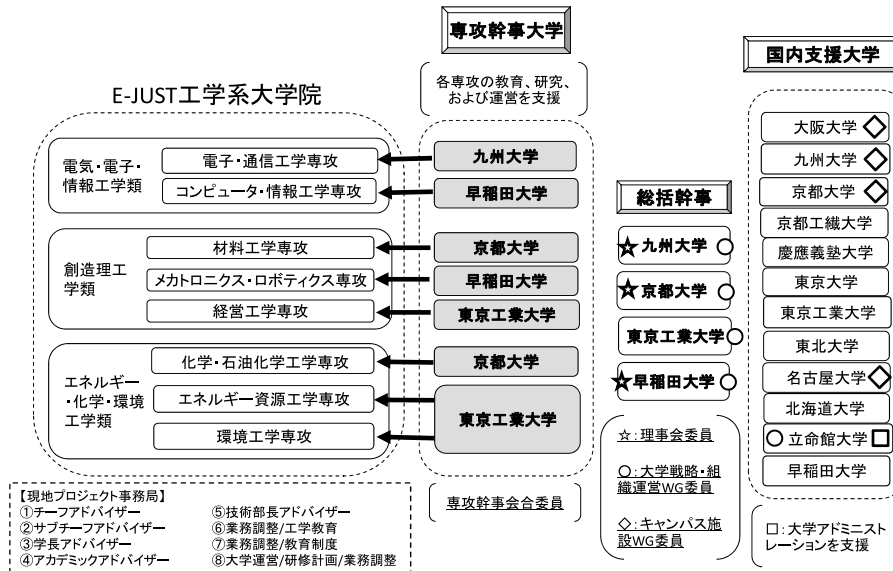 専攻幹事大学
国内支援大学
各専攻の教育、研究、
および運営を支援
E-JUST工学系大学院
電気・電子・
情報工学類
電子・通信工学専攻
コンピュータ・情報工学専攻
九州大学
早稲田大学
創造理工
学類
材料工学専攻
メカトロニクス・ロボティクス専攻
経営工学専攻
京都大学
早稲田大学
東京工業大学
エネルギー
・化学・環境
工学類
化学・石油化学工学専攻
エネルギー資源工学専攻
環境工学専攻
京都大学
東京工業大学
専攻幹事会合委員
総括幹事
☆九州大学○
☆京都大学○
東京工業大学○
☆早稲田大学○
☆:理事会委員
○:大学戦略・組
織運営WG委員
◇:キャンパス施
設WG委員
大阪大学◇
九州大学◇
京都大学◇
京都工繊大学
慶應義塾大学
東京大学
東京工業大学
東北大学
名古屋大学◇
北海道大学
○立命館大学□
早稲田大学
□:大学アドミニスト
レーションを支援
【現地プロジェクト事務局】
①チーフアドバイザー
②サブチーフアドバイザー
③学長アドバイザー
④アカデミックアドバイザー
⑤技術部長アドバイザー
⑥業務調整/工学教育
⑦業務調整/教育制度
⑧大学運営/研修計画/業務調整